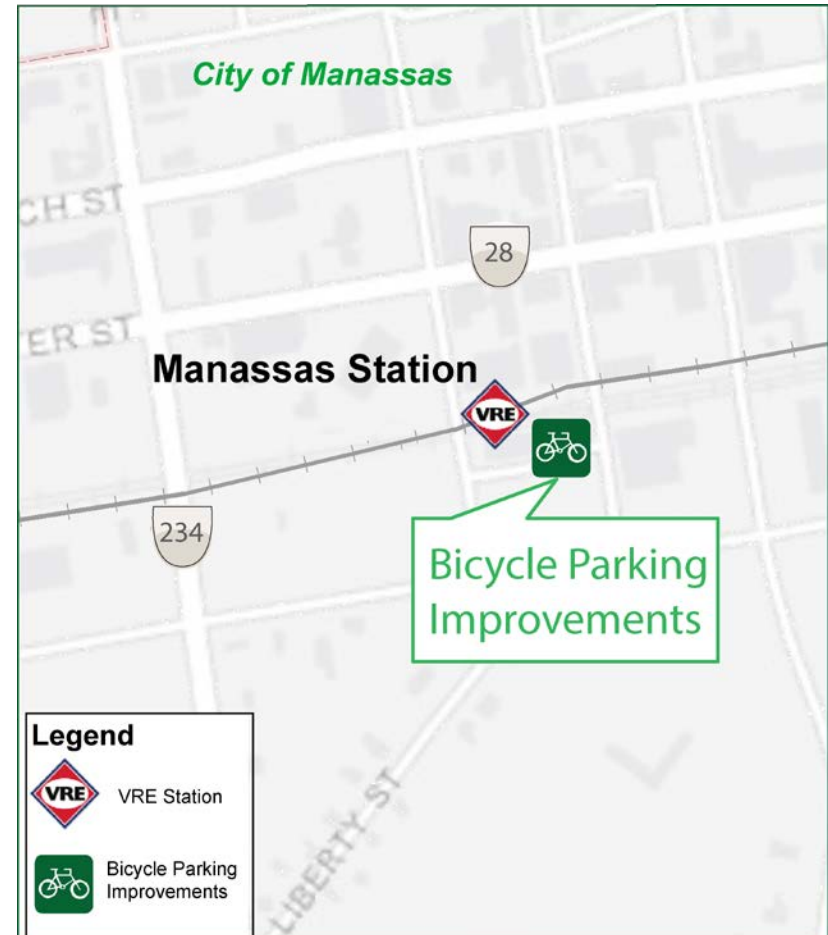 City of Manassas
CH ST
28
ER ST
Manassas Station
VRE
234
Bicycle Parking
Improvements
LIBERTY ST
Legend
VRE
VRE Station
Bicycle Parking
Improvements